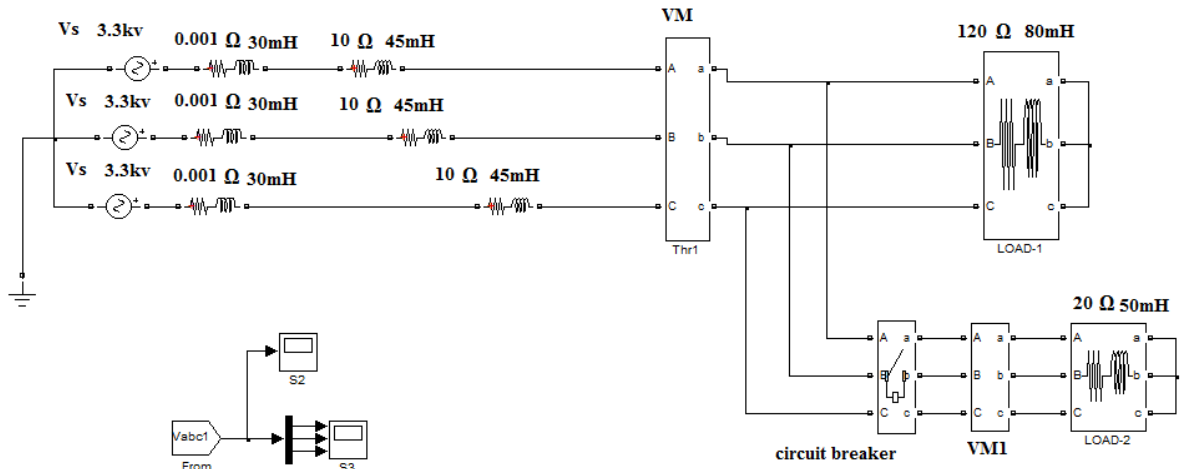 VM
Vs 3.3kv
0.001 Ω 30mH
10 Ω 45mH
120 Ω 80mH
A a
A a
Vs 3.3kv
0.001 Ω 30mH
10 Ω 45mH
B b
B b
Vs 3.3kv
0.001 Ω 30mH
10 Ω 45mH
C c
C c
Thr1
LOAD-1
20 Ω 50mH
A a
A a
A a
B b
B b
B b
C c
C c
C c
S2
Vabc1
From
S3
circuit breaker
VM1
LOAD-2